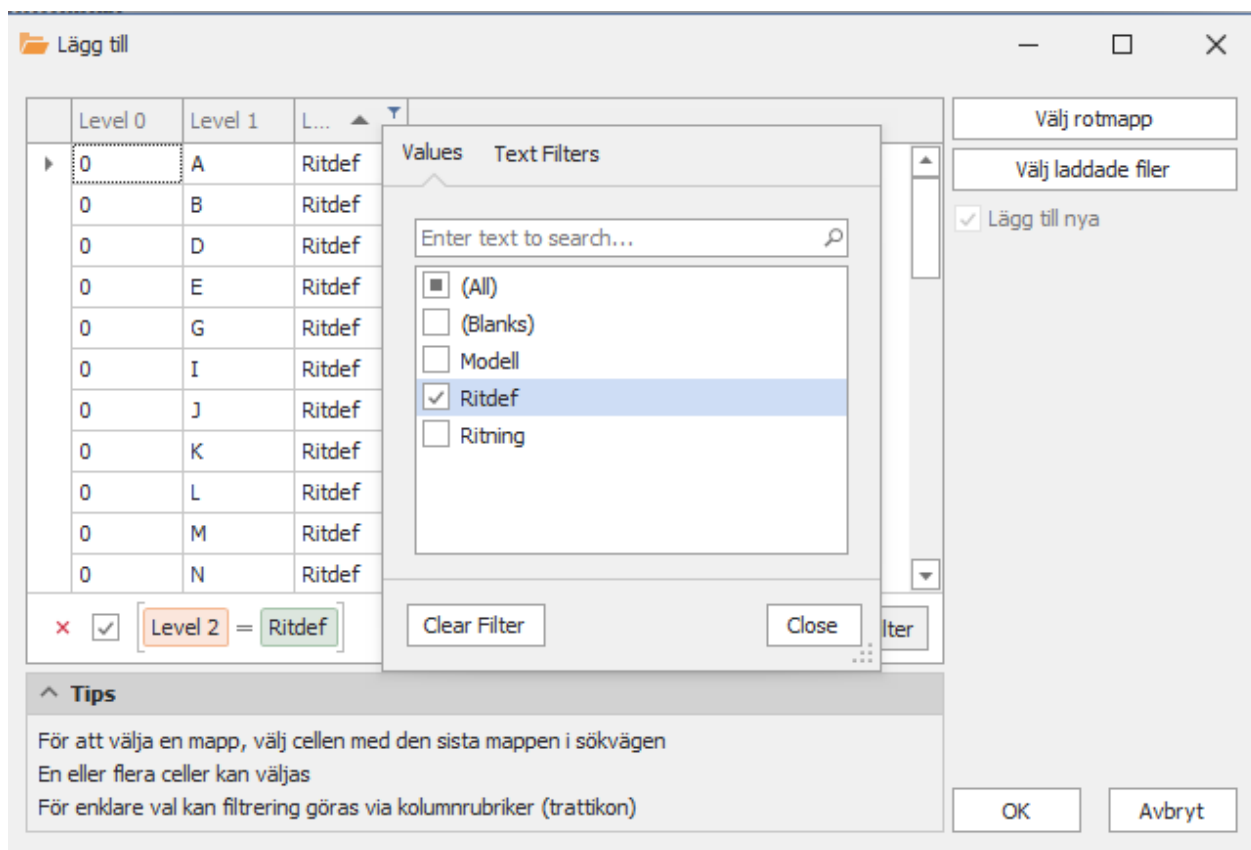 Lägg till
Level 0 Level 1 L...
Välj rotmapp
Välj laddade filer
Lägg till nya
0 A Ritdef
0 B Ritdef
0 D Ritdef
0 E Ritdef
0 G Ritdef
0 I Ritdef
0 J Ritdef
0 K Ritdef
0 L Ritdef
0 M Ritdef
0 N Ritdef
Values Text Filters
Enter text to search...
(All)
(Blanks)
Modell
Ritdef
Ritning
Clear Filter Close
Level 2 = Ritdef
lter
Tips
För att välja en mapp, välj cellen med den sista mappen i sökvägen
En eller flera celler kan väljas
För enklare val kan filtrering göras via kolumnrubriker (trattikon)
OK Avbryt